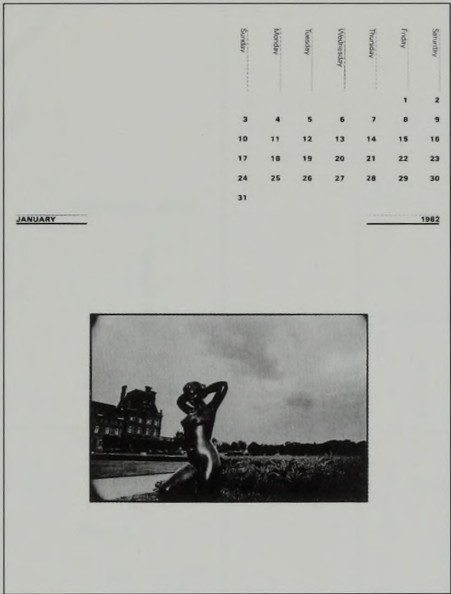 Sunday Monday Tuesday Wednesday Thursday Friday Saturday
1 2
3 4 5 6 7 8 9
10 11 12 13 14 15 16
17 18 19 20 21 22 23
24 25 26 27 28 29 30
31
JANUARY 1982